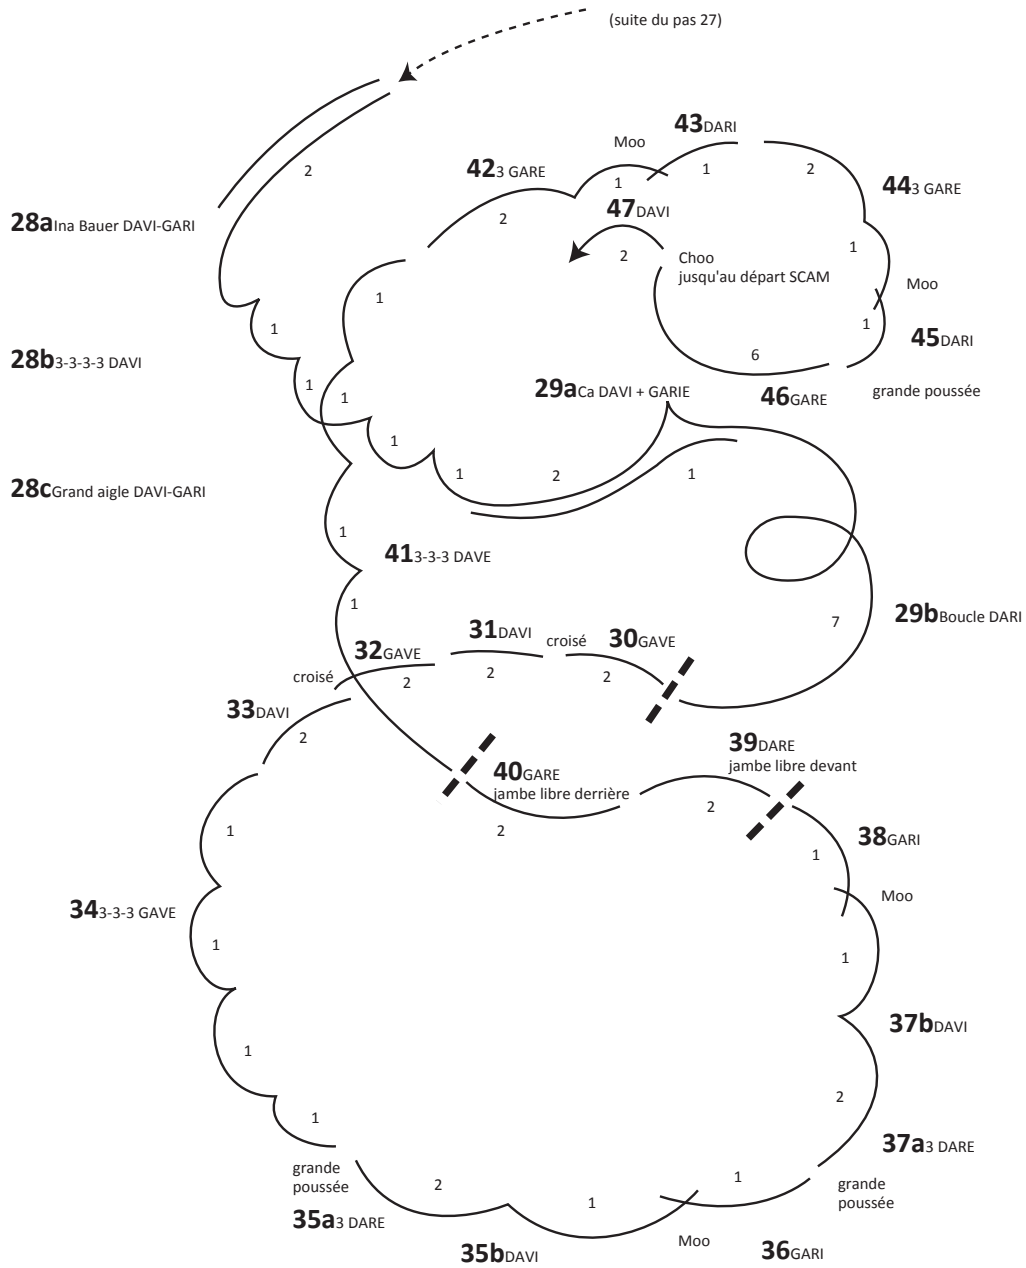 (suite du pas 27)
43DARI
Moo
1
2
423 GARE
1
443 GARE
2
2
47DAVI
28aIna Bauer DAVI-GARI
2
Choo
jusqu'au départ SCAM
1
Moo
1
1
1
45DARI
28b3-3-3-3 DAVI
6
1
1
29aCa DAVI + GARIE
46GARE
grande poussée
1
1
2
1
28cGrand aigle DAVI-GARI
1
413-3-3 DAVE
1
29bBoucle DARI
7
31DAVI
croisé
30GAVE
32GAVE
croisé
2
2
2
33DAVI
2
39DARE
jambe libre devant
40GARE
jambe libre derrière
2
2
1
38GARI
1
Moo
343-3-3 GAVE
1
1
37bDAVI
1
2
1
373 DARE
grande
poussée
2
1
1
grande
poussée
35a3 DARE
35bDAVI
Moo
36GARI